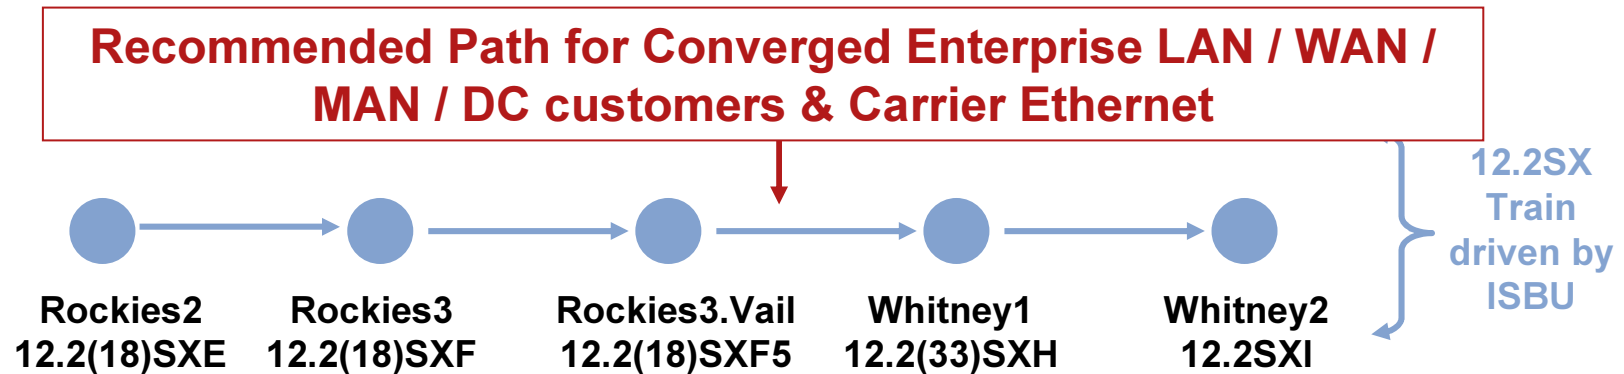 Recommended Path for Converged Enterprise LAN / WAN /
MAN / DC customers & Carrier Ethernet
12.2SX
Train
driven by
ISBU
Rockies2
12.2(18)SXE
Rockies3
12.2(18)SXF
Rockies3.Vail
12.2(18)SXF5
Whitney1
12.2(33)SXH
Whitney2
12.2SXI